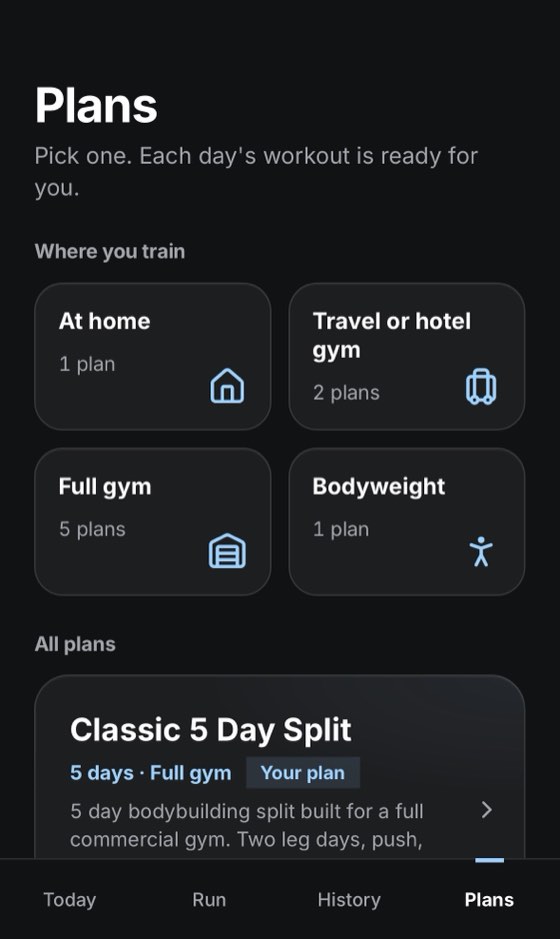 Plans
Pick one. Each day's workout is ready for
you.
Where you train
At home
1 plan
Travel or hotel
gym
2 plans
Full gym
5 plans
Bodyweight
1 plan
All plans
Classic 5 Day Split
5 days · Full gym Your plan
5 day bodybuilding split built for a full
commercial gym. Two leg days, push,
Today Run History Plans